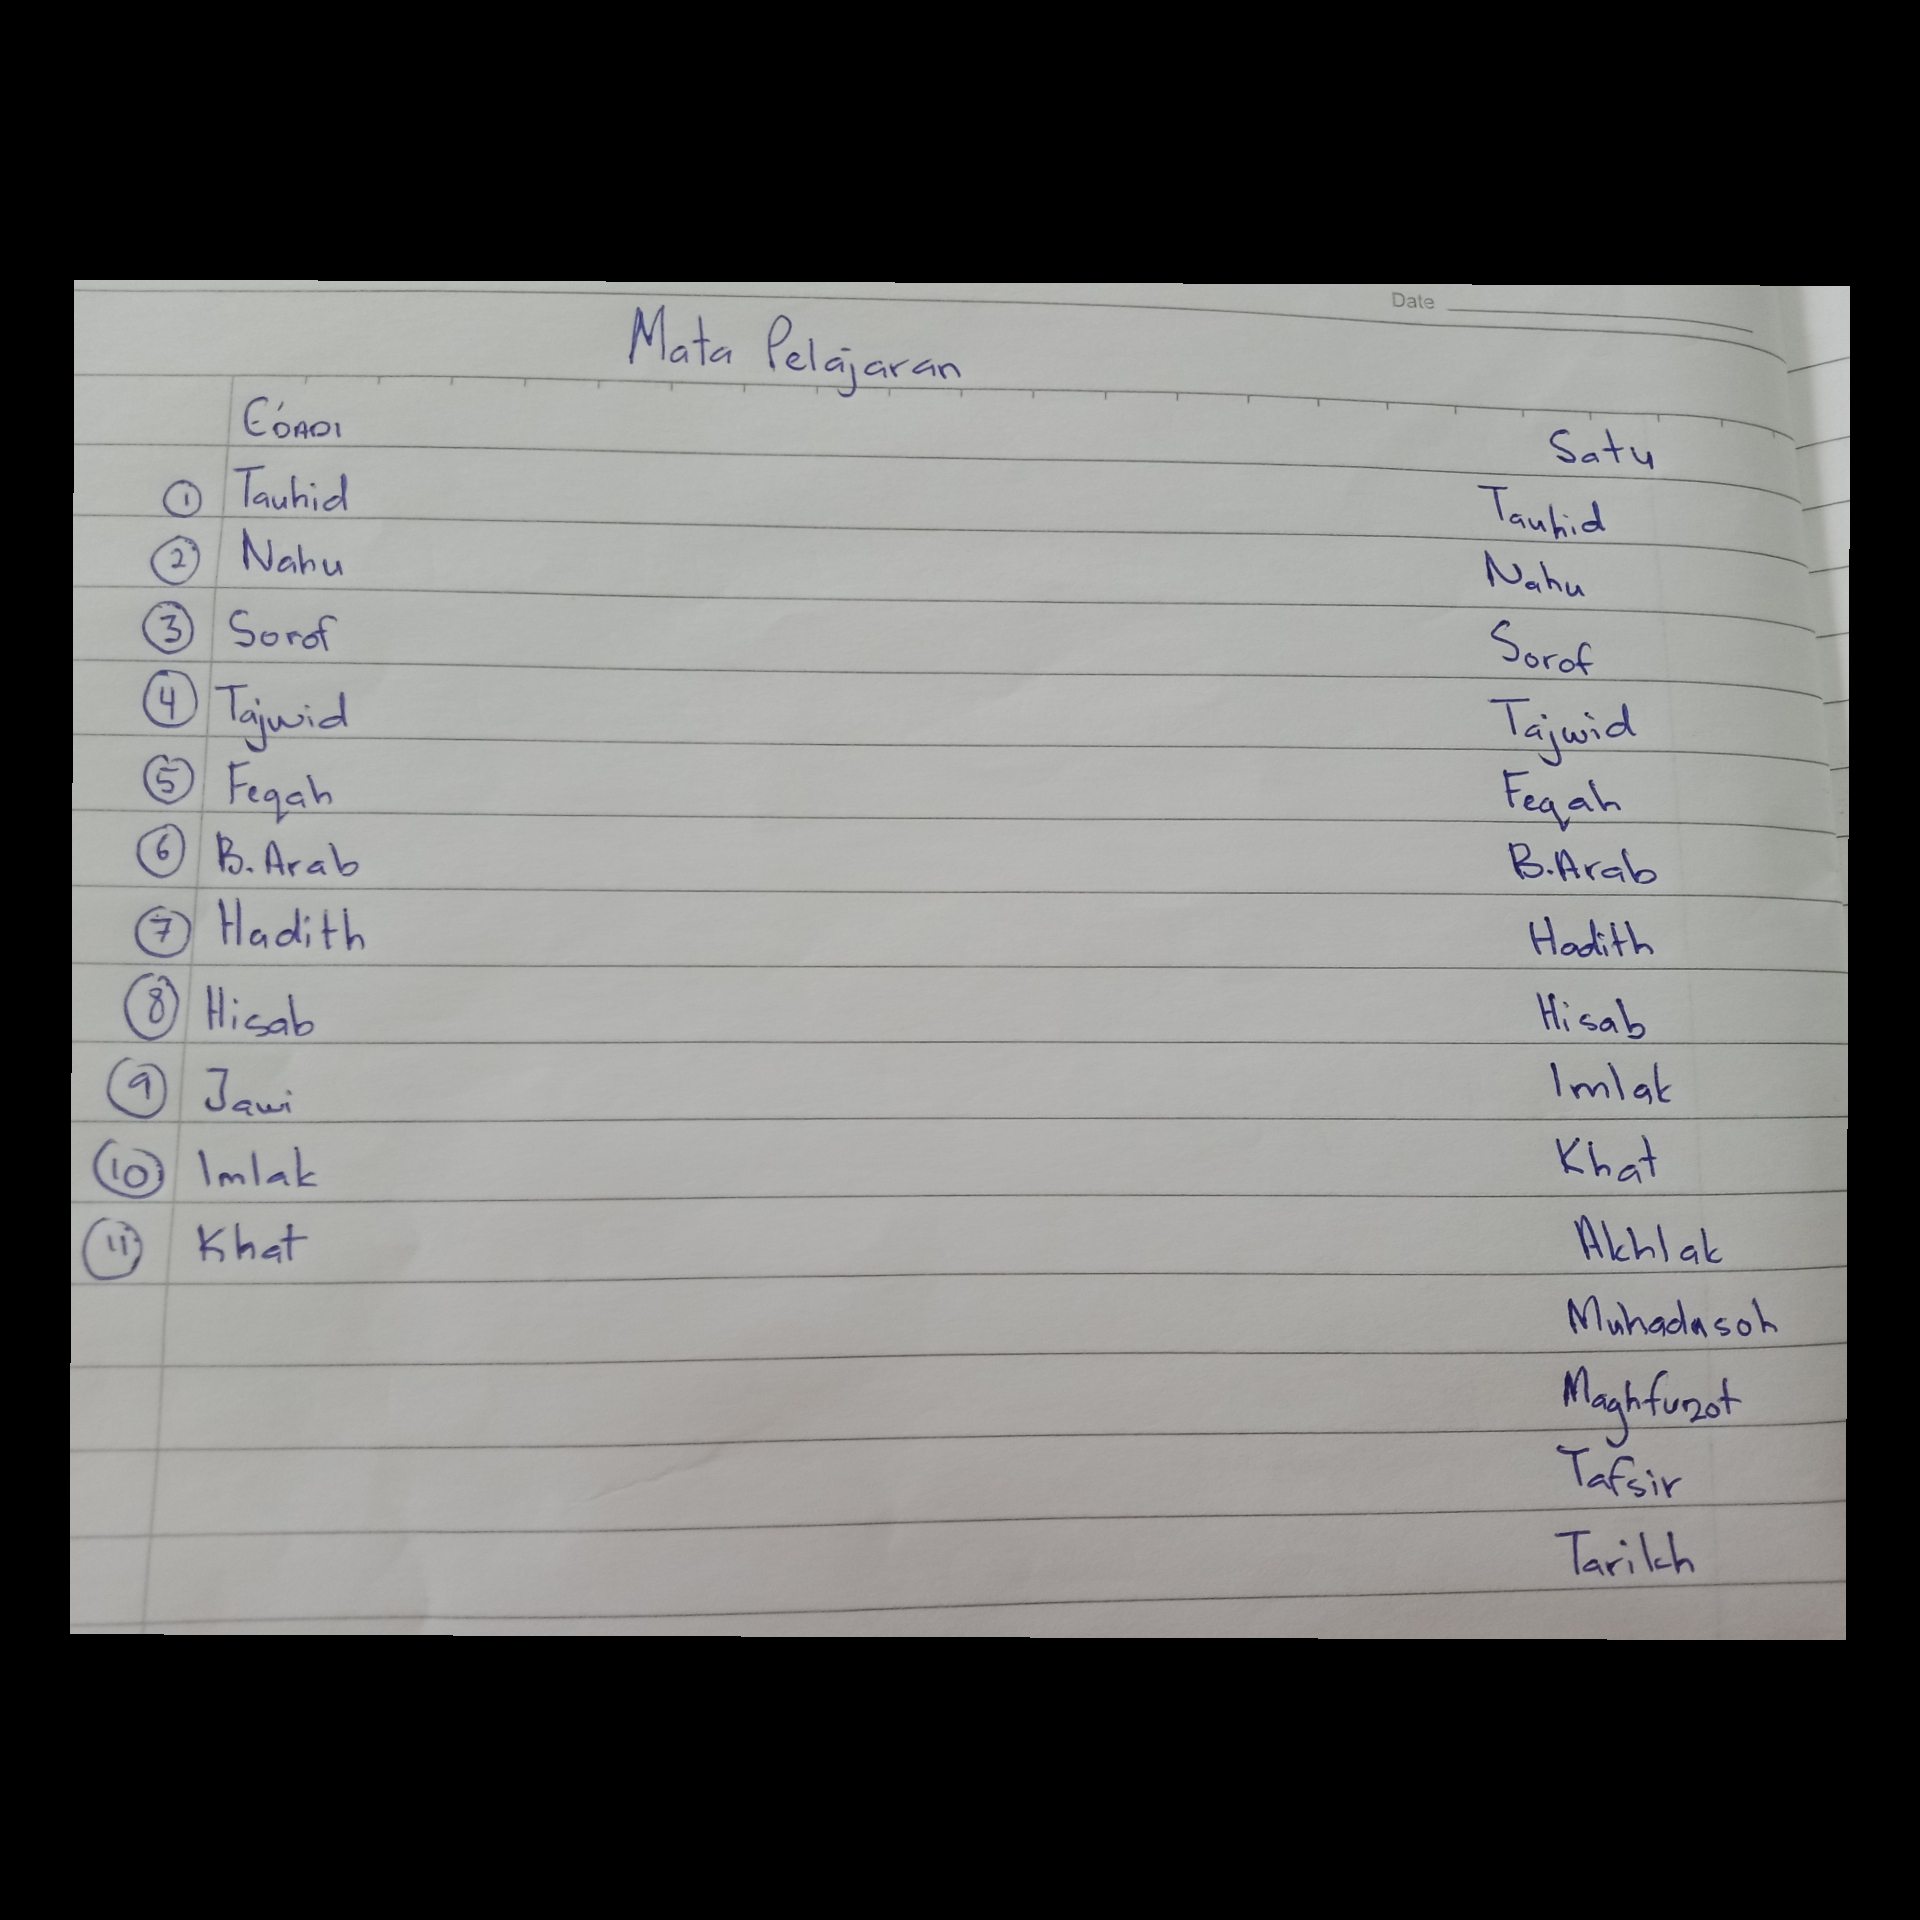 Date
Mata Pelajaran
E'DADI Satu
1 Tauhid Tauhid
2 Nahu Nahu
3 Sorof Sorof
4 Tajwid Tajwid
5 Feqah Feqah
6 B.Arab B.Arab
7 Hadith Hadith
8 Hisab Hisab
9 Jawi Imlak
10 Imlak Khat
11 Khat Akhlak
Muhadasoh
Maghfuzot
Tafsir
Tarikh